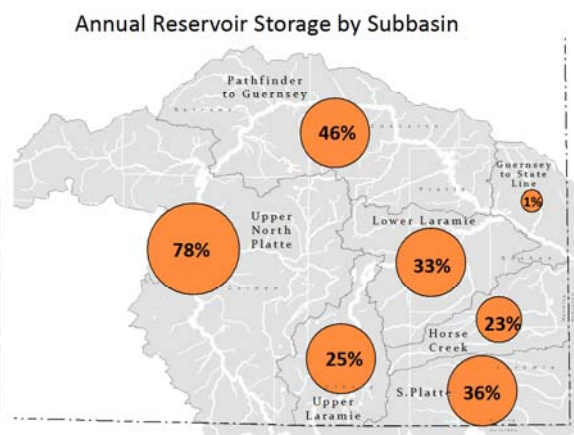 Annual Reservoir Storage by Subbasin
Pathfinder
to Guernsey
46%
Guernsey
to State
Line
1%
Upper
North
Platte
78%
Lower Laramie
33%
Horse
Creek
23%
25%
Upper
Laramie
S.Platte
36%